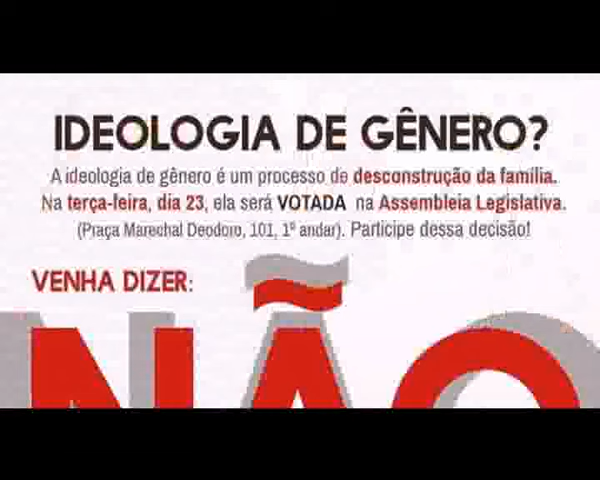 IDEOLOGIA DE GÊNERO?
A ideologia de gênero é um processo de desconstrução da família.
Na terça-feira, dia 23, ela será VOTADA na Assembleia Legislativa.
(Praça Marechal Deodoro, 101, 1º andar). Participe dessa decisão!
VENHA DIZER:
NÃO